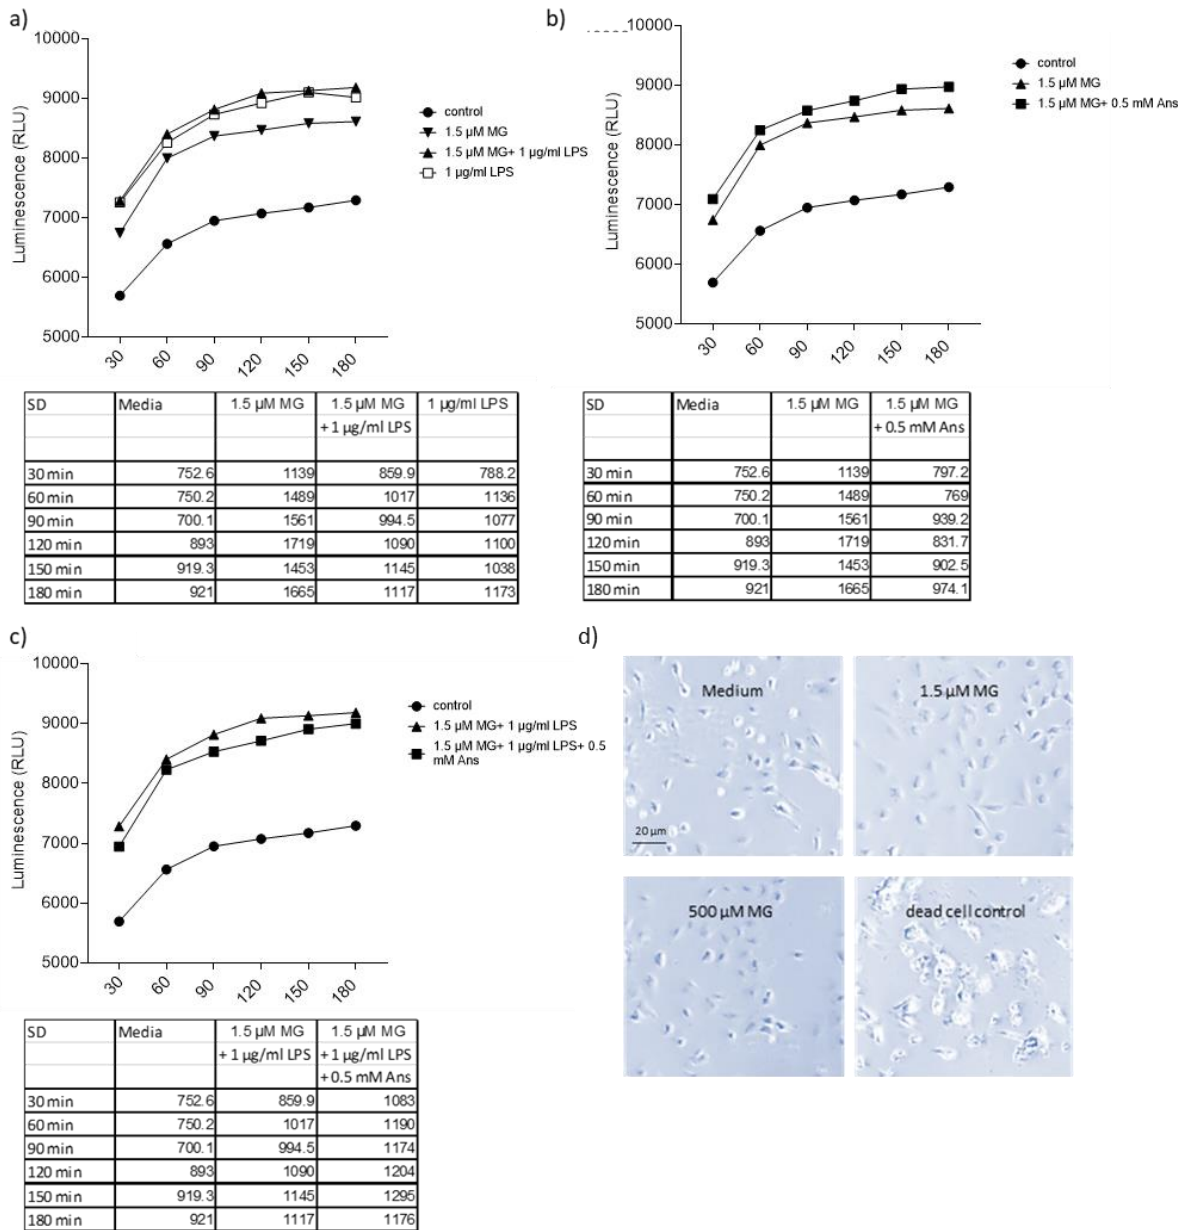 a)
10000
9000
8000
7000
6000
5000
Luminescence (RLU)
30 60 90 120 150 180
control
1.5 µM MG
1.5 µM MG+ 1 µg/ml LPS
1 µg/ml LPS
SD Media 1.5 µM MG 1.5 µM MG 1 µg/ml LPS
+ 1 µg/ml LPS
30 min 752.6 1139 859.9 788.2
60 min 750.2 1489 1017 1136
90 min 700.1 1561 994.5 1077
120 min 893 1719 1090 1100
150 min 919.3 1453 1145 1038
180 min 921 1665 1117 1173
b)
10000
9000
8000
7000
6000
5000
Luminescence (RLU)
30 60 90 120 150 180
control
1.5 µM MG
1.5 µM MG+ 0.5 mM Ans
SD Media 1.5 µM MG 1.5 µM MG
+ 0.5 mM Ans
30 min 752.6 1139 797.2
60 min 750.2 1489 769
90 min 700.1 1561 939.2
120 min 893 1719 831.7
150 min 919.3 1453 902.5
180 min 921 1665 974.1
c)
10000
9000
8000
7000
6000
5000
Luminescence (RLU)
30 60 90 120 150 180
control
1.5 µM MG+ 1 µg/ml LPS
1.5 µM MG+ 1 µg/ml LPS+ 0.5
mM Ans
SD Media 1.5 µM MG 1.5 µM MG
+ 1 µg/ml LPS + 1 µg/ml LPS
+ 0.5 mM Ans
30 min 752.6 859.9 1083
60 min 750.2 1017 1190
90 min 700.1 994.5 1174
120 min 893 1090 1204
150 min 919.3 1145 1295
180 min 921 1117 1176
d)
Medium
20 µm
1.5 µM MG
500 µM MG
dead cell control